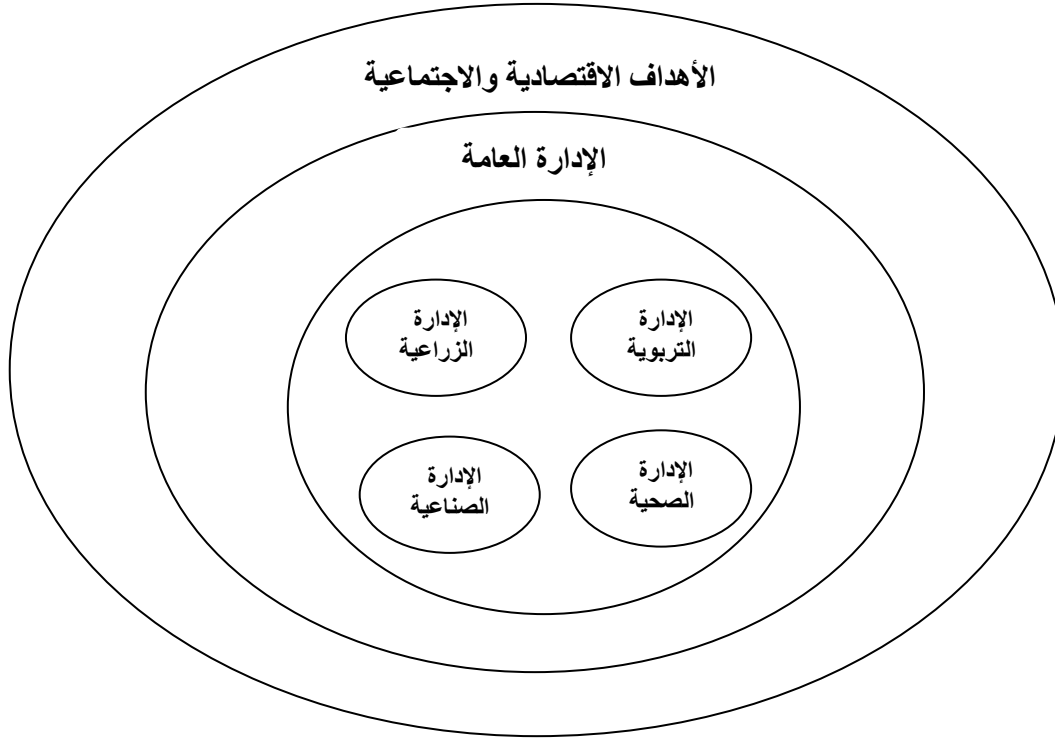 الأهداف الاقتصادية والاجتماعية
الإدارة العامة
الإدارة
التربوية
الإدارة
الزراعية
الإدارة
الصحية
الإدارة
الصناعية